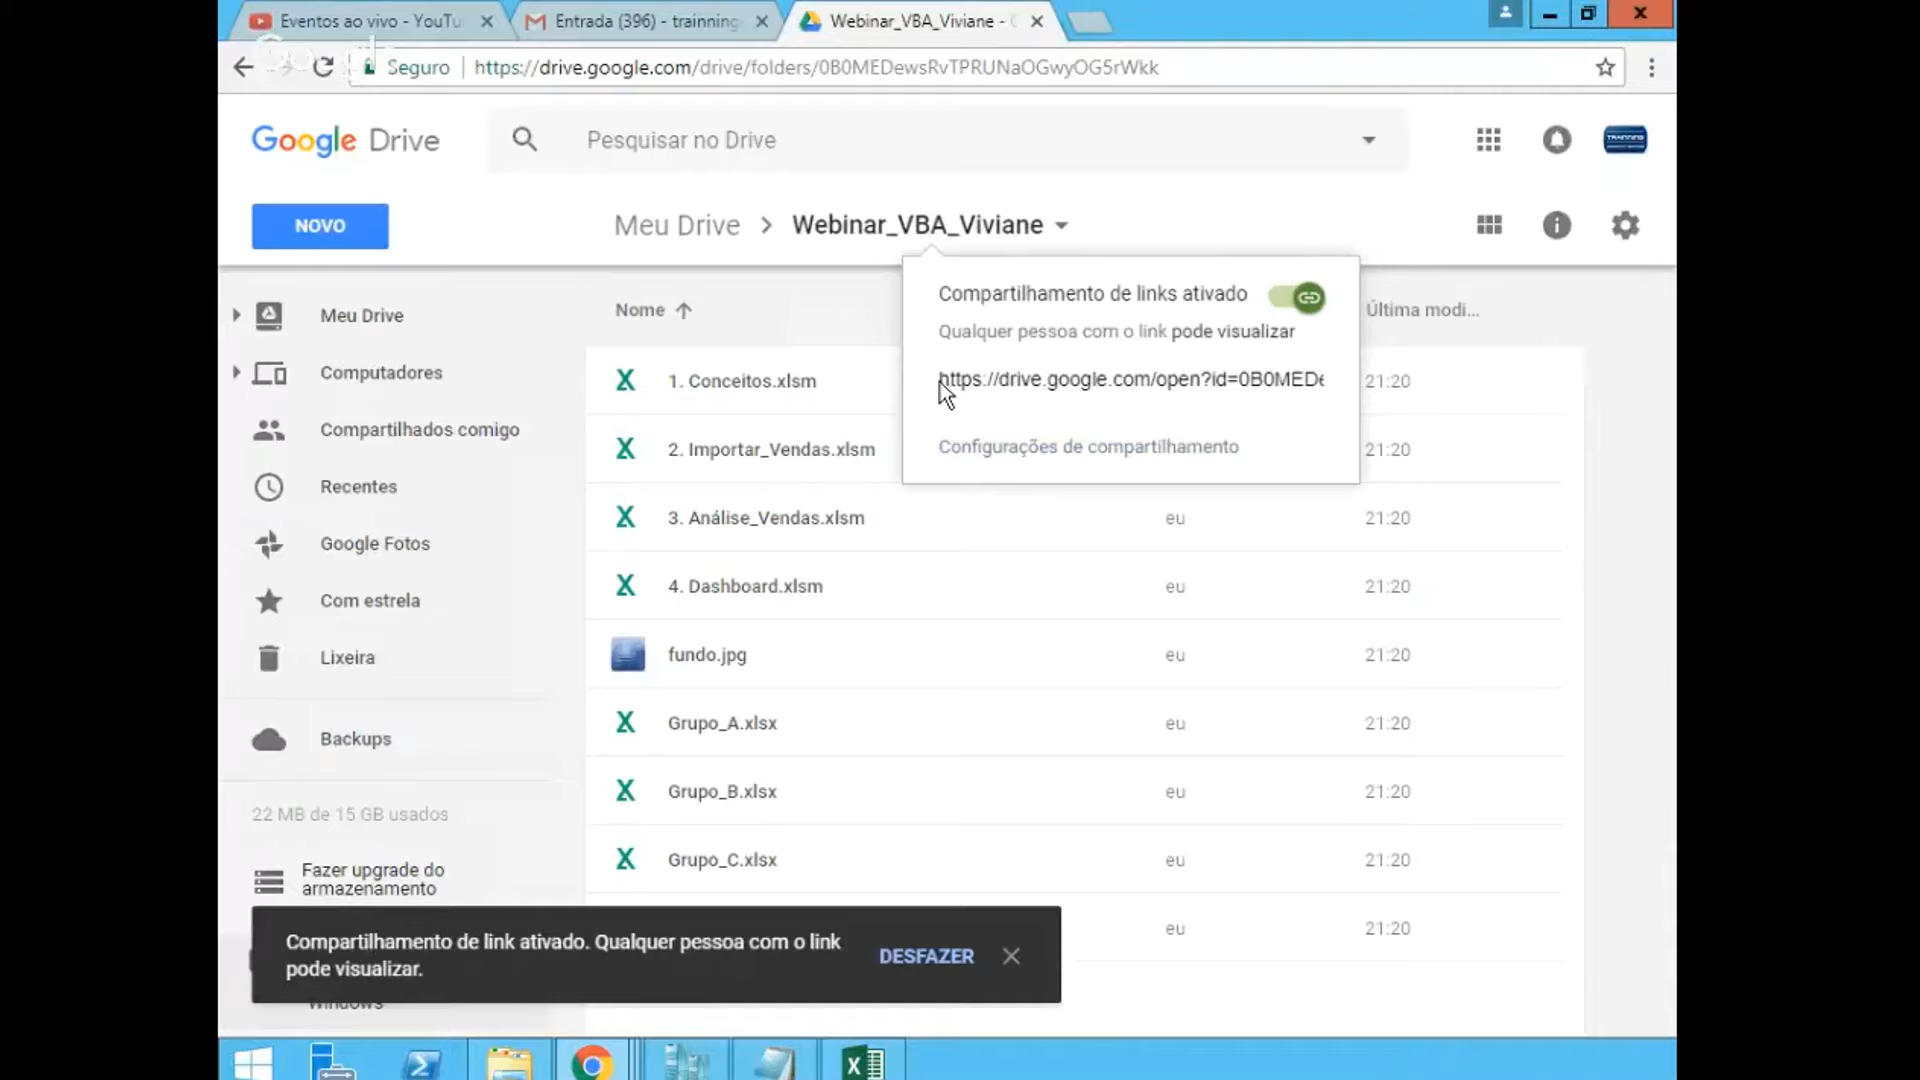 Eventos ao vivo - YouTu
Entrada (396) - trainning
Webinar_VBA_Viviane -
Google
Seguro
https://drive.google.com/drive/folders/0B0MEDewsRvTPRUNaOGwyOG5rWkk
Google Drive
Pesquisar no Drive
TRAINNING
NOVO
Meu Drive
Webinar_VBA_Viviane
Compartilhamento de links ativado
Qualquer pessoa com o link pode visualizar
https://drive.google.com/open?id=0B0MEDe
Configurações de compartilhamento
Meu Drive
Computadores
Compartilhados comigo
Recentes
Google Fotos
Com estrela
Lixeira
Backups
22 MB de 15 GB usados
Fazer upgrade do
armazenamento
Windows
Nome
Última modi...
1. Conceitos.xlsm
21:20
2. Importar_Vendas.xlsm
21:20
3. Análise_Vendas.xlsm
eu
21:20
4. Dashboard.xlsm
eu
21:20
fundo.jpg
eu
21:20
Grupo_A.xlsx
eu
21:20
Grupo_B.xlsx
eu
21:20
Grupo_C.xlsx
eu
21:20
eu
21:20
Compartilhamento de link ativado. Qualquer pessoa com o link
pode visualizar.
DESFAZER